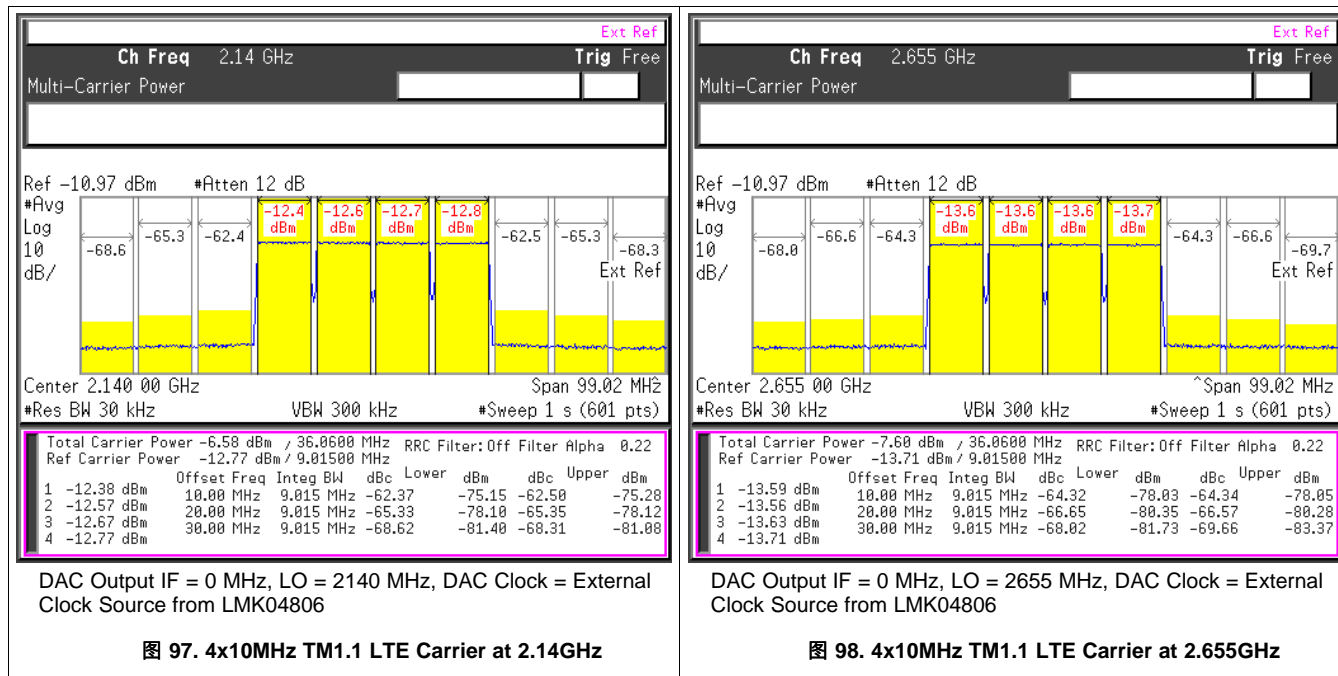 Ext Ref
Ch Freq 2.14 GHz Trig Free
Multi-Carrier Power
Ref -10.97 dBm #Atten 12 dB
#Avg
Log
10
dB/
-68.6
-65.3
-62.4
-12.4 dBm
-12.6 dBm
-12.7 dBm
-12.8 dBm
-62.5
-65.3
-68.3
Ext Ref
Center 2.140 00 GHz Span 99.02 MHz
#Res BW 30 kHz VBW 300 kHz #Sweep 1 s (601 pts)
Total Carrier Power -6.58 dBm / 36.0600 MHz RRC Filter: Off Filter Alpha 0.22
Ref Carrier Power -12.77 dBm / 9.01500 MHz
Offset Freq Integ BW dBc Lower dBm dBc Upper dBm
1 -12.38 dBm 10.00 MHz 9.015 MHz -62.37 -75.15 -62.50 -75.28
2 -12.57 dBm 20.00 MHz 9.015 MHz -65.33 -78.10 -65.35 -78.12
3 -12.67 dBm 30.00 MHz 9.015 MHz -68.62 -81.40 -68.31 -81.08
4 -12.77 dBm
DAC Output IF = 0 MHz, LO = 2140 MHz, DAC Clock = External
Clock Source from LMK04806
图 97. 4x10MHz TM1.1 LTE Carrier at 2.14GHz
Ext Ref
Ch Freq 2.655 GHz Trig Free
Multi-Carrier Power
Ref -10.97 dBm #Atten 12 dB
#Avg
Log
10
dB/
-68.0
-66.6
-64.3
-13.6 dBm
-13.6 dBm
-13.6 dBm
-13.7 dBm
-64.3
-66.6
-69.7
Ext Ref
Center 2.655 00 GHz ^Span 99.02 MHz
#Res BW 30 kHz VBW 300 kHz #Sweep 1 s (601 pts)
Total Carrier Power -7.60 dBm / 36.0600 MHz RRC Filter: Off Filter Alpha 0.22
Ref Carrier Power -13.71 dBm / 9.01500 MHz
Offset Freq Integ BW dBc Lower dBm dBc Upper dBm
1 -13.59 dBm 10.00 MHz 9.015 MHz -64.32 -78.03 -64.34 -78.05
2 -13.56 dBm 20.00 MHz 9.015 MHz -66.65 -80.35 -66.57 -80.28
3 -13.63 dBm 30.00 MHz 9.015 MHz -68.02 -81.73 -69.66 -83.37
4 -13.71 dBm
DAC Output IF = 0 MHz, LO = 2655 MHz, DAC Clock = External
Clock Source from LMK04806
图 98. 4x10MHz TM1.1 LTE Carrier at 2.655GHz